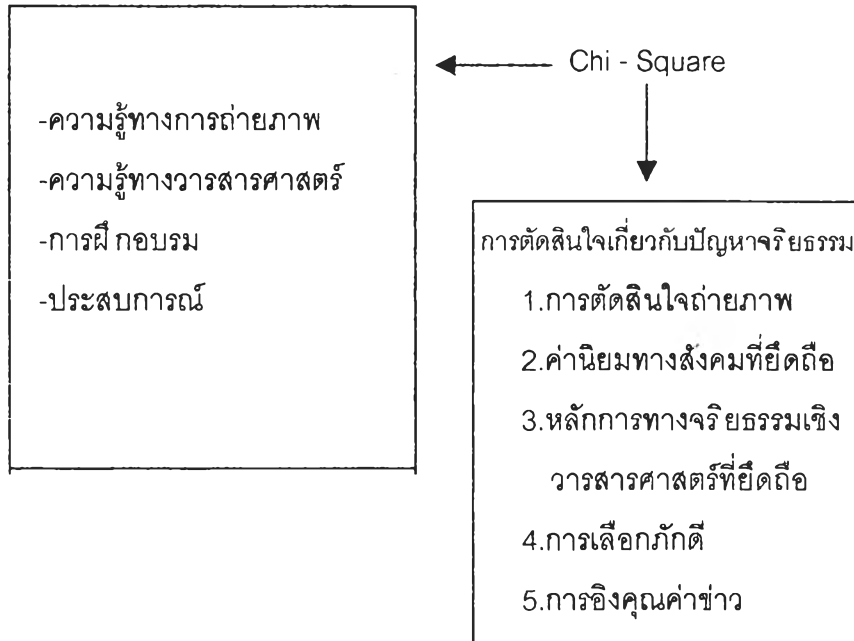 Chi - Square
-ความรู้ทางการถ่ายภาพ
-ความรู้ทางวารสารศาสตร์
-การฝึกอบรม
-ประสบการณ์
การตัดสินใจเกี่ยวกับปัญหาจริยธรรม
1.การตัดสินใจถ่ายภาพ
2.ค่านิยมทางสังคมที่ยึดถือ
3.หลักการทางจริยธรรมเชิง
วารสารศาสตร์ที่ยึดถือ
4.การเลือกภักดี
5.การอิงคุณค่าข่าว